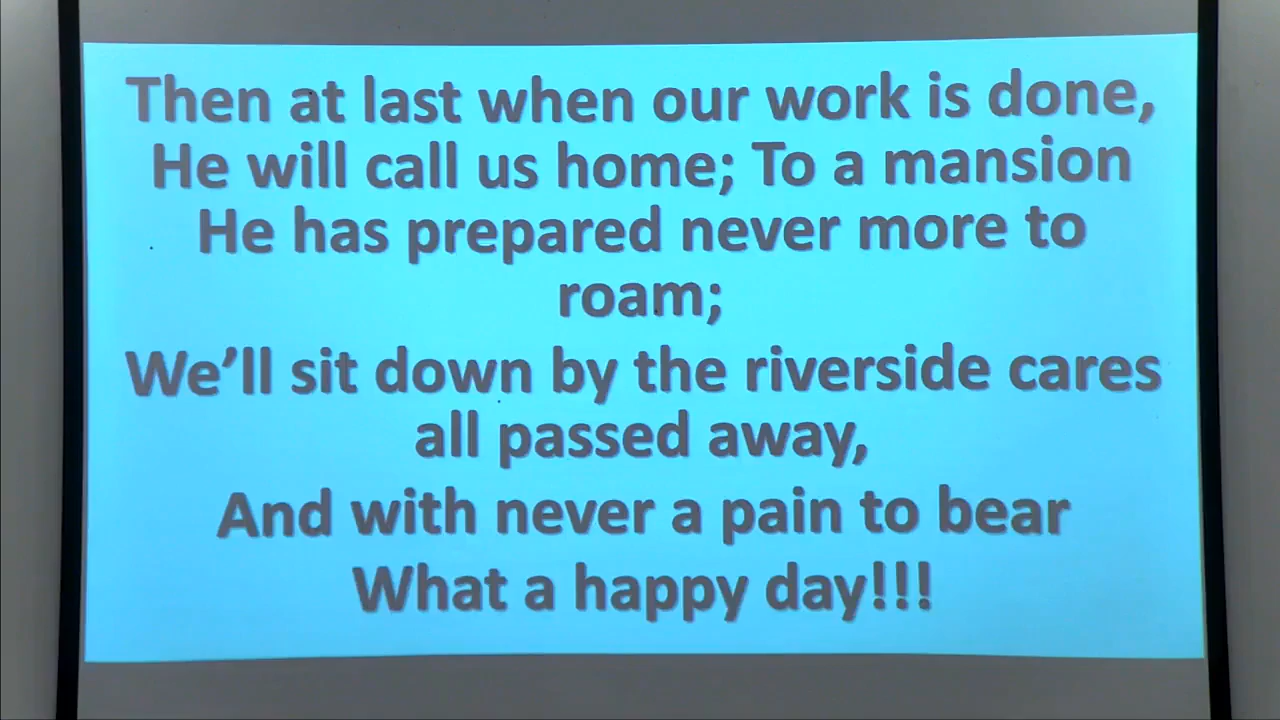 Then at last when our work is done,
He will call us home; To a mansion
He has prepared never more to
roam;
We’ll sit down by the riverside cares
all passed away,
And with never a pain to bear
What a happy day!!!